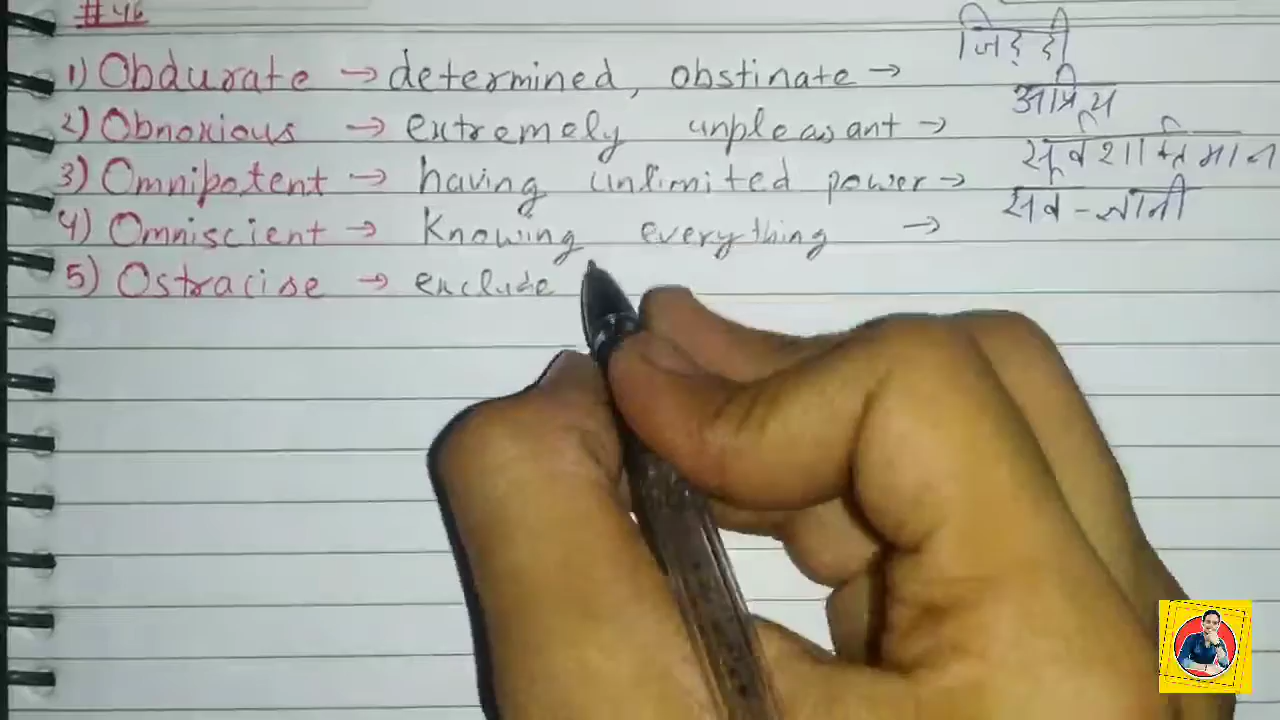 #46
1) Obdurate → determined, obstinate → जिद्दी
2) Obnoxious → extremely unpleasant → अप्रिय
3) Omnipotent → having unlimited power → सर्वशक्तिमान
4) Omniscient → Knowing everything → सर्व-ज्ञानी
5) Ostracise → exclude